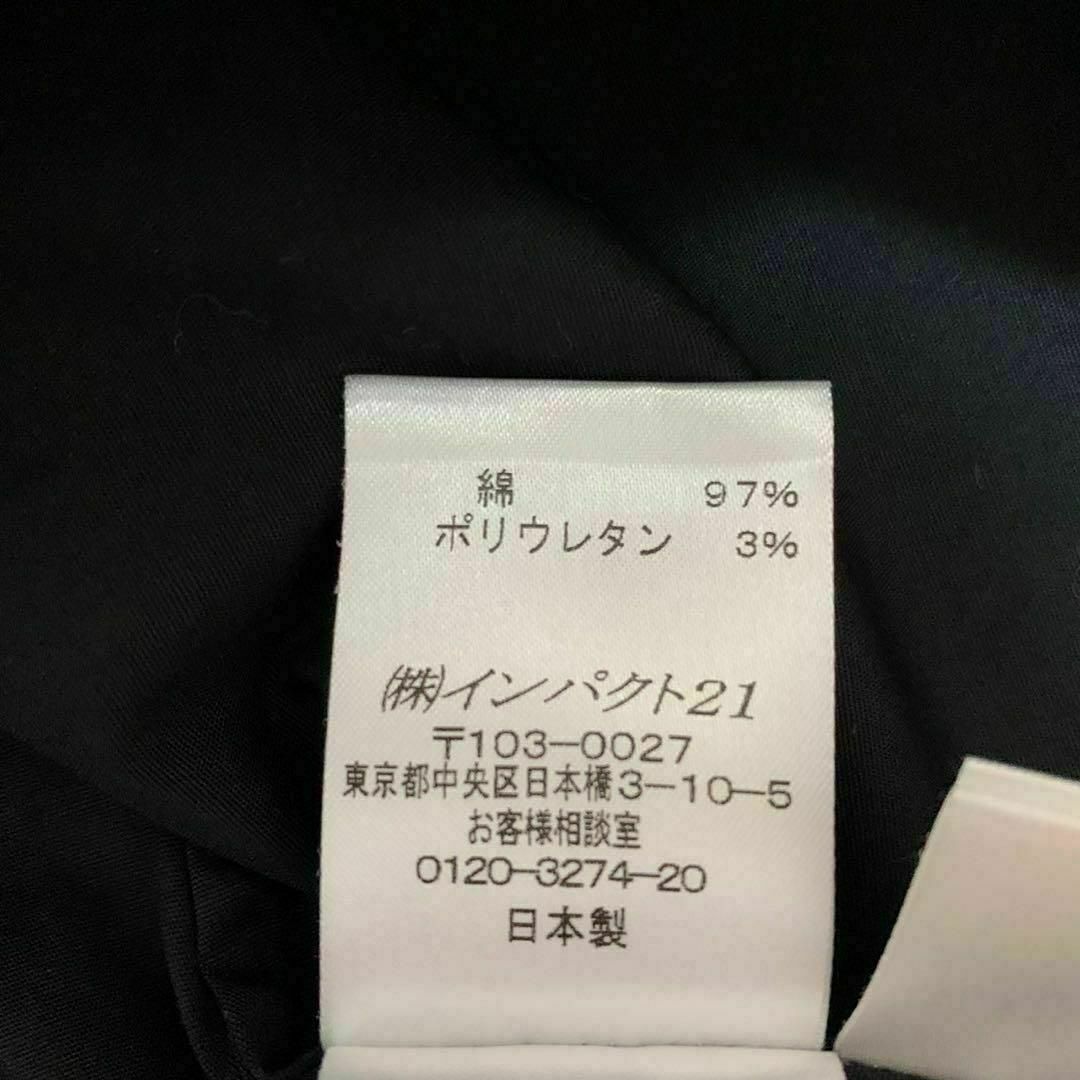 綿 97%
ポリウレタン 3%
(株)インパクト21
〒103-0027
東京都中央区日本橋3-10-5
お客様相談室
0120-3274-20
日本製